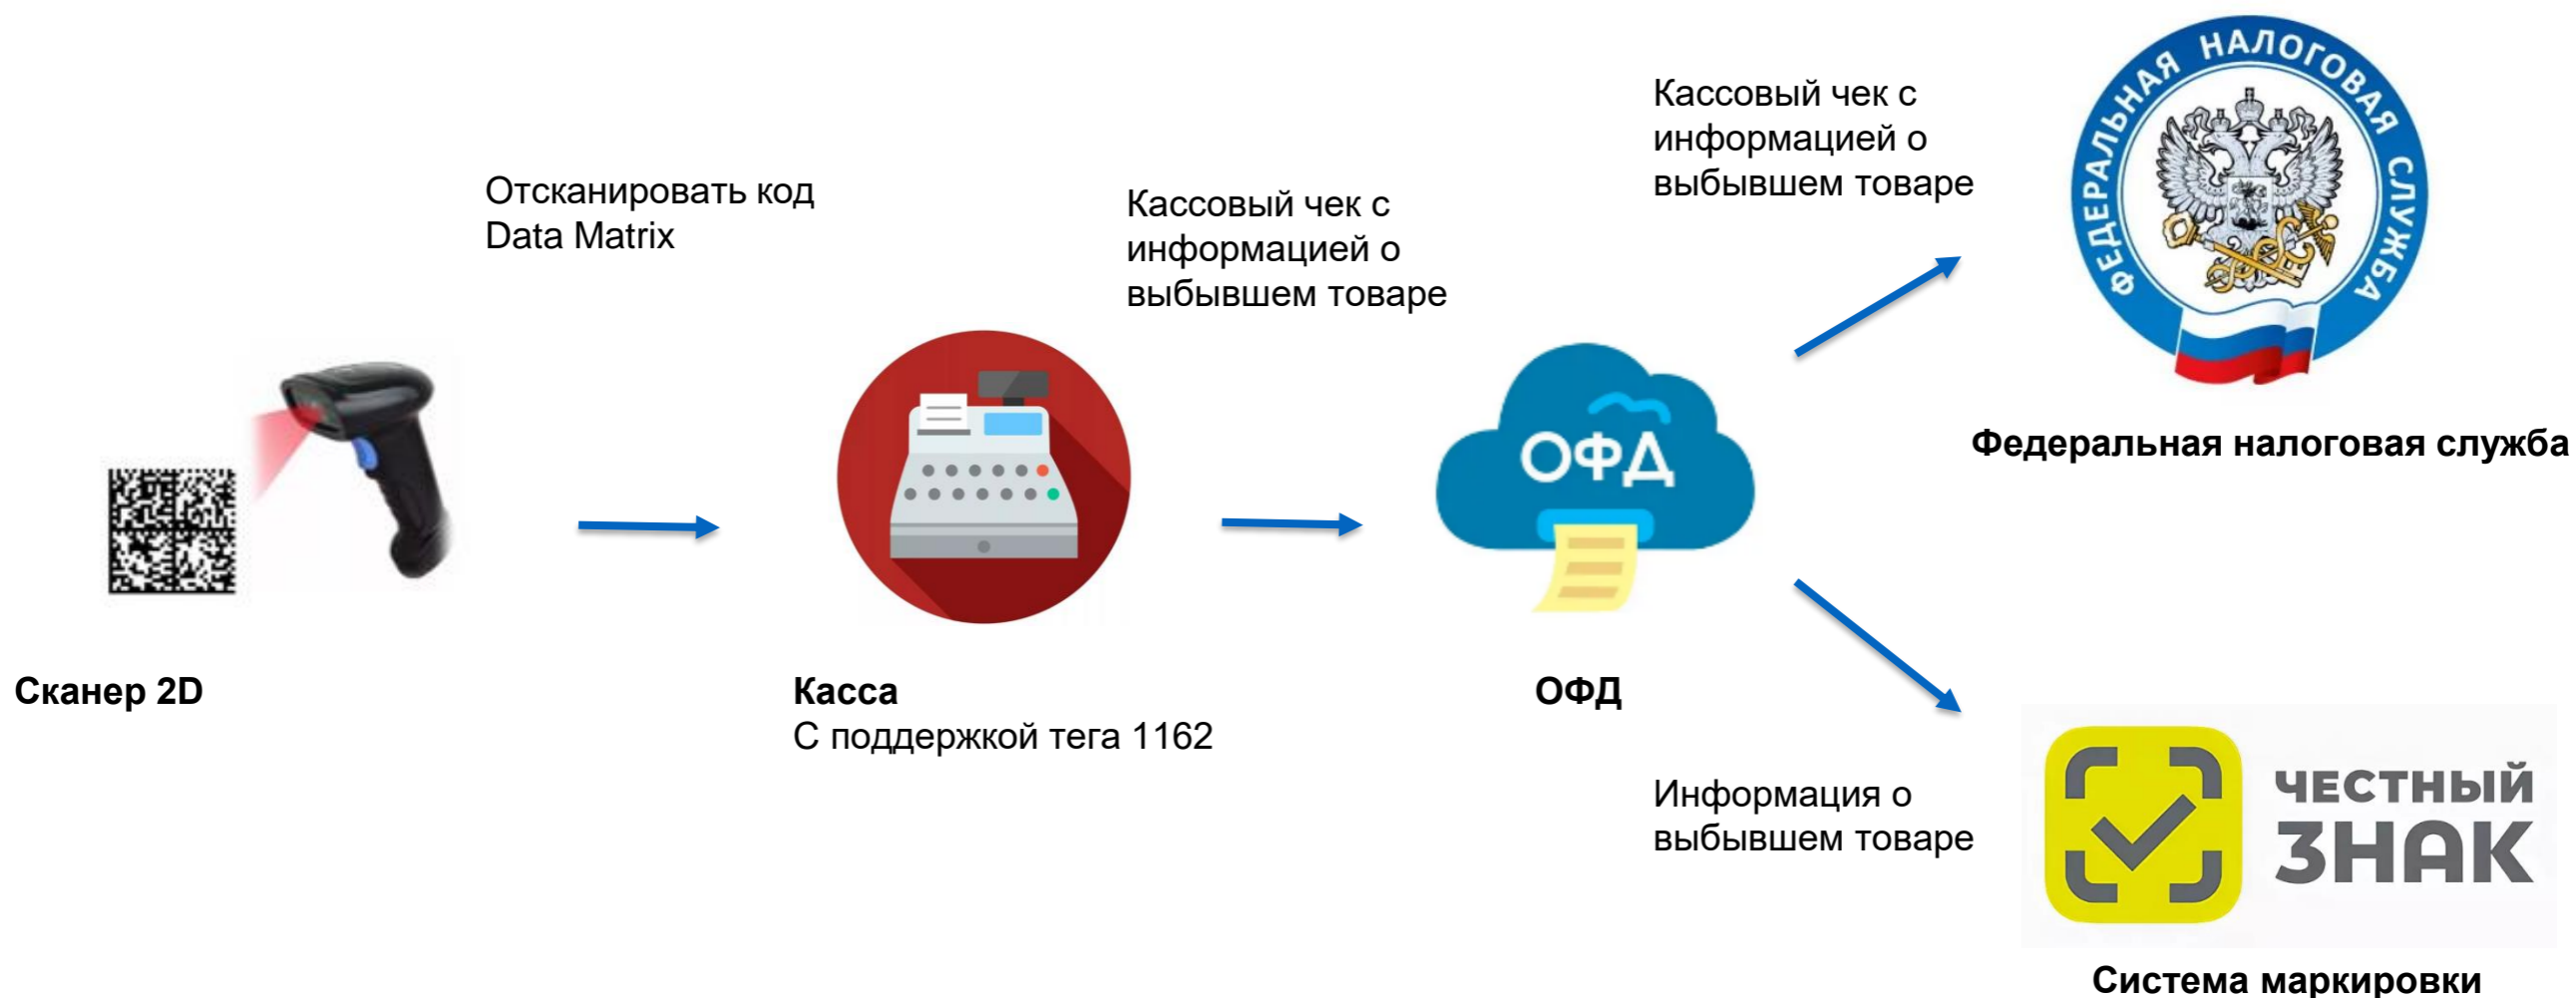 Отсканировать код
Data Matrix
Кассовый чек с
информацией о
выбывшем товаре
Кассовый чек с
информацией о
выбывшем товаре
ФЕДЕРАЛЬНАЯ НАЛОГОВАЯ СЛУЖБА
Федеральная налоговая служба
ОФД
Сканер 2D
Касса
С поддержкой тега 1162
ОФД
Информация о
выбывшем товаре
ЧЕСТНЫЙ
ЗНАК
Система маркировки